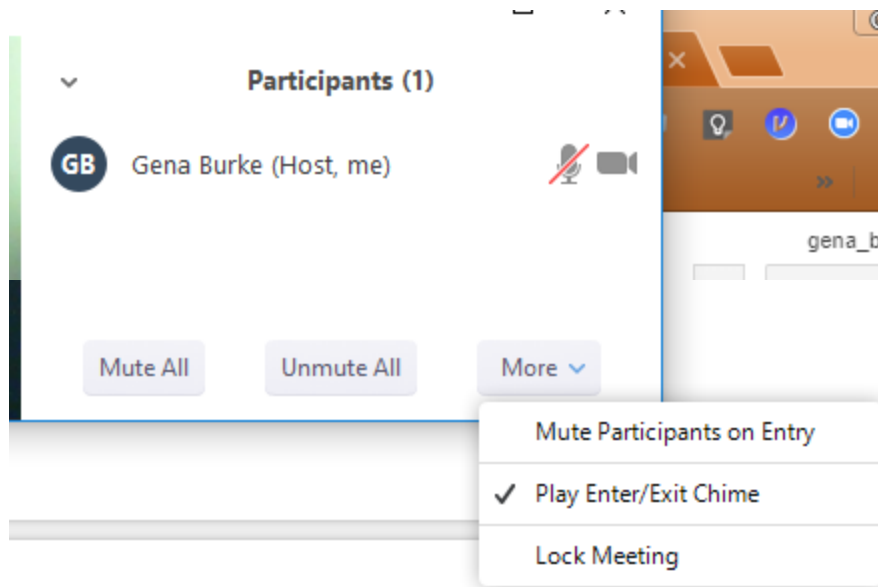 Participants (1)
GB Gena Burke (Host, me)
gena_b
Mute All Unmute All More
Mute Participants on Entry
Play Enter/Exit Chime
Lock Meeting